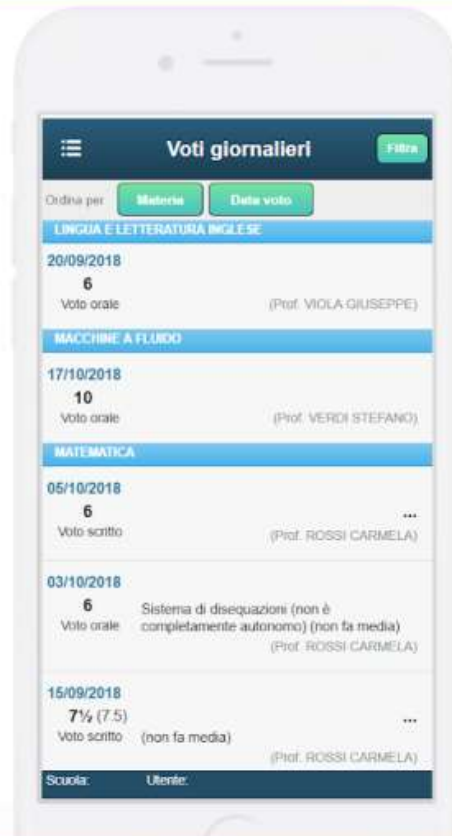 Voti giornalieri
Filtra
Ordina per
Materia
Data voto
LINGUA E LETTERATURA INGLESE
20/09/2018
6
Voto orale
(Prof. VIOLA GIUSEPPE)
MACCHINE A FLUIDO
17/10/2018
10
Voto orale
(Prof. VERDI STEFANO)
MATEMATICA
05/10/2018
6
...
Voto scritto
(Prof. ROSSI CARMELA)
03/10/2018
6
Sistema di disequazioni (non è
Voto orale
completamente autonomo) (non fa media)
(Prof. ROSSI CARMELA)
15/09/2018
7½ (7.5)
...
Voto scritto
(non fa media)
(Prof. ROSSI CARMELA)
Scuola:
Utente: